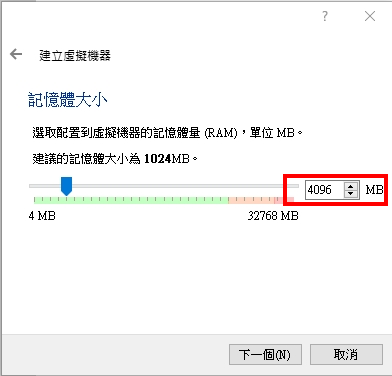 建立虛擬機器
記憶體大小
選取配置到虛擬機器的記憶體量 (RAM)，單位 MB。
建議的記憶體大小為 1024MB。
4096 MB
4 MB 32768 MB
下一個(N) 取消